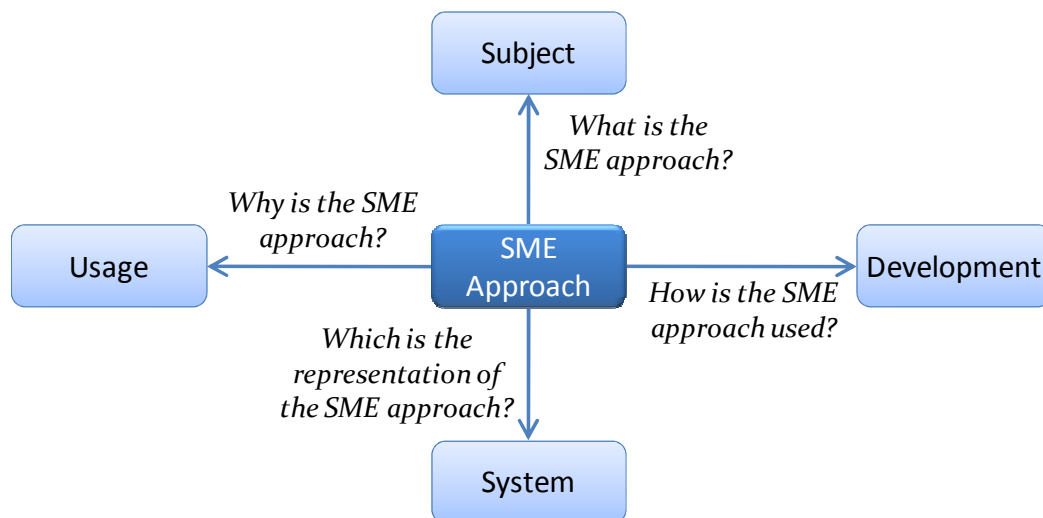 Subject
What is the
SME approach?
Why is the SME
approach?
Usage
SME
Approach
Development
How is the SME
approach used?
Which is the
representation of
the SME approach?
System